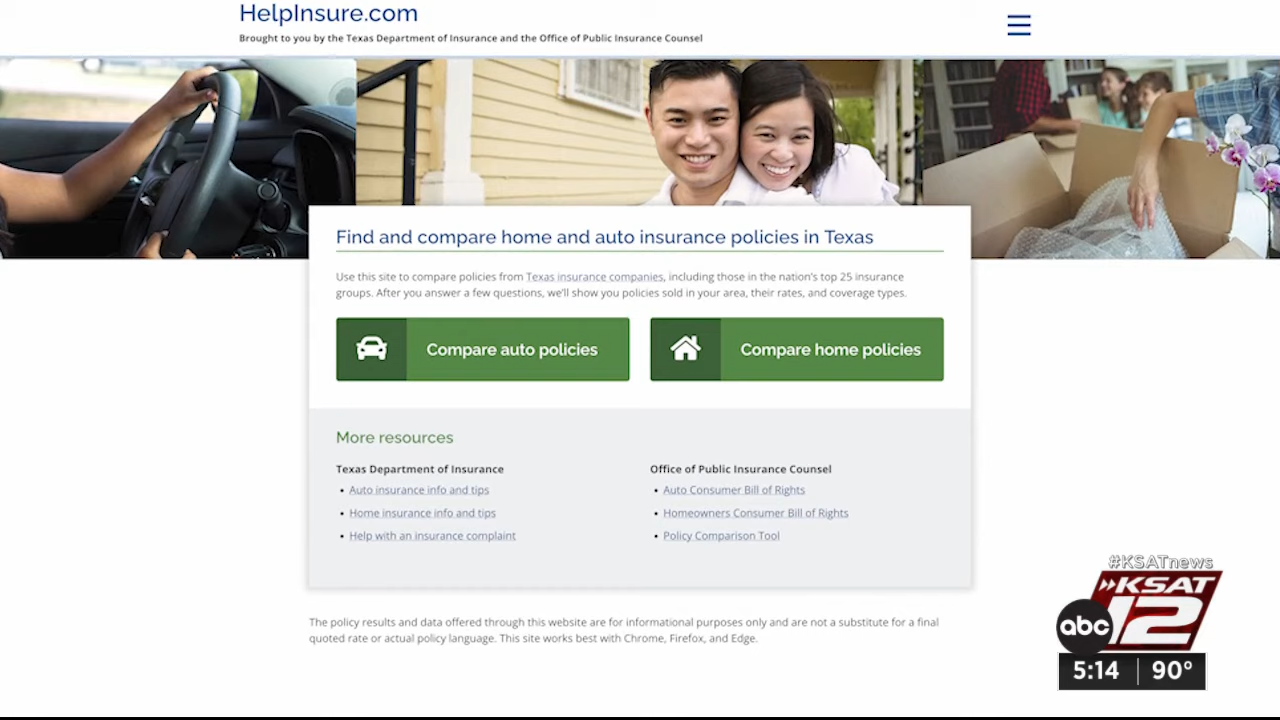 HelpInsure.com
Brought to you by the Texas Department of Insurance and the Office of Public Insurance Counsel
Find and compare home and auto insurance policies in Texas
Use this site to compare policies from Texas insurance companies, including those in the nation's top 25 insurance
groups. After you answer a few questions, we'll show you policies sold in your area, their rates, and coverage types.
Compare auto policies
Compare home policies
More resources
Texas Department of Insurance
• Auto insurance info and tips
• Home insurance info and tips
• Help with an insurance complaint
Office of Public Insurance Counsel
• Auto Consumer Bill of Rights
• Homeowners Consumer Bill of Rights
• Policy Comparison Tool
The policy results and data offered through this website are for informational purposes only and are not a substitute for a final
quoted rate or actual policy language. This site works best with Chrome, Firefox, and Edge.
#KSATnews
KSAT
abc 12
5:14 90°